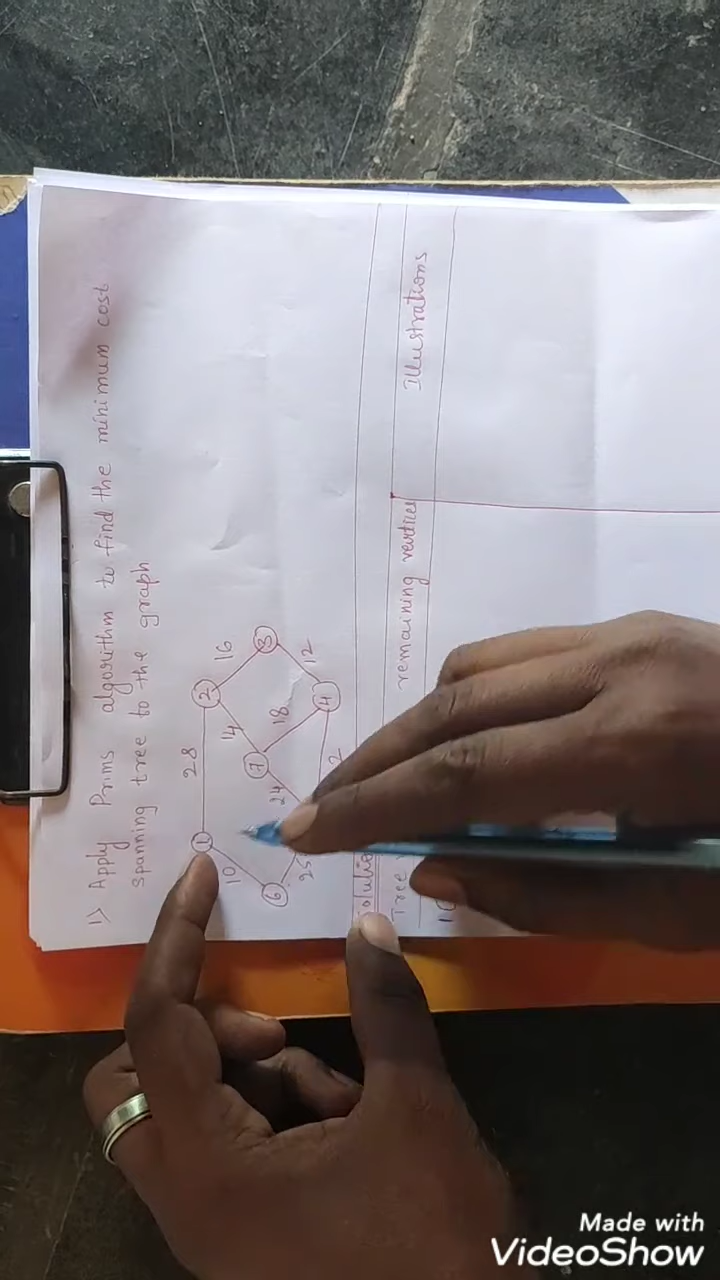 1) Apply Prims algorithm to find the minimum cost
spanning tree to the graph
28
1
2
16
10
14
3
7
18
12
24
6
25
4
2
Solution
Tree
remaining vertices
Illustrations
Made with
VideoShow